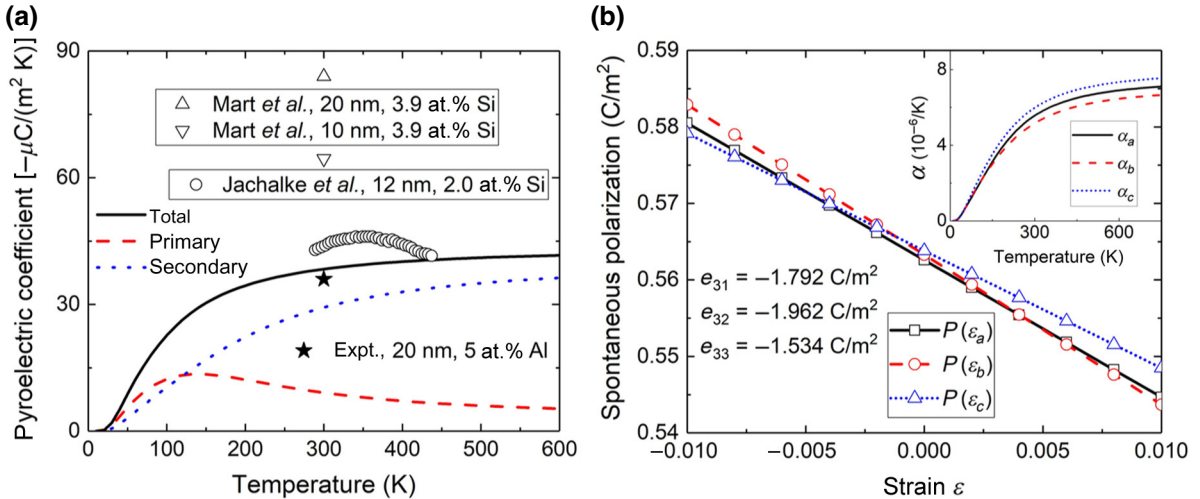 (a)
Pyroelectric coefficient [−μC/(m² K)]
90
60
30
0
Mart et al., 20 nm, 3.9 at.% Si
Mart et al., 10 nm, 3.9 at.% Si
Jachalke et al., 12 nm, 2.0 at.% Si
Total
Primary
Secondary
Expt., 20 nm, 5 at.% Al
0 100 200 300 400 500 600
Temperature (K)
(b)
Spontaneous polarization (C/m²)
0.59
0.58
0.57
0.56
0.55
0.54
α (10⁻⁶/K)
8
4
0
αa
αb
αc
0 300 600
Temperature (K)
e31 = −1.792 C/m²
e32 = −1.962 C/m²
e33 = −1.534 C/m²
P(εa)
P(εb)
P(εc)
−0.010 −0.005 0.000 0.005 0.010
Strain ε